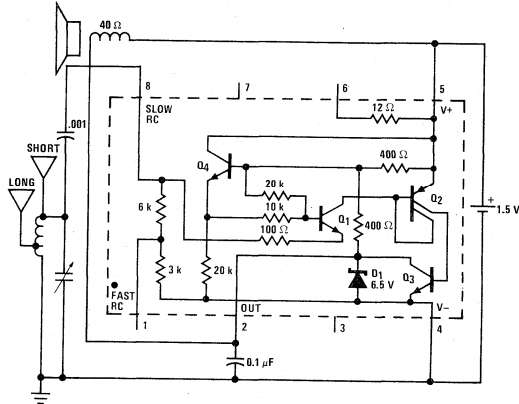 40 Ω
8
7
6
5
SLOW
RC
12 Ω
V+
.001
SHORT
LONG
Q4
400 Ω
20 k
10 k
Q1
Q2
6 k
100 Ω
400 Ω
1.5 V
+
3 k
20 k
D1
6.5 V
Q3
FAST
RC
OUT
V−
1
2
3
4
0.1 μF